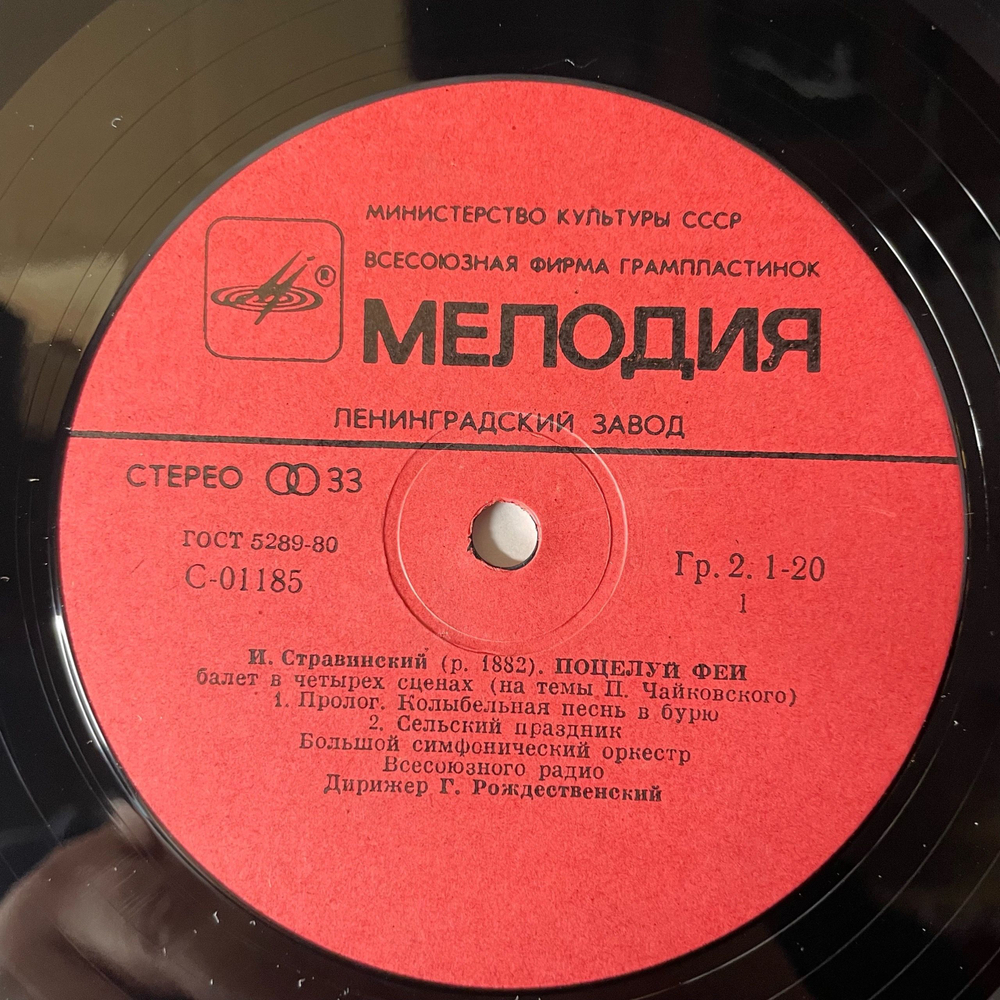 МИНИСТЕРСТВО КУЛЬТУРЫ СССР
ВСЕСОЮЗНАЯ ФИРМА ГРАМПЛАСТИНОК
®
МЕЛОДИЯ
ЛЕНИНГРАДСКИЙ ЗАВОД
СТЕРЕО 33
ГОСТ 5289-80
С-01185
Гр. 2. 1-20
1
И. Стравинский (р. 1882). ПОЦЕЛУЙ ФЕИ
балет в четырех сценах (на темы П. Чайковского)
1. Пролог. Колыбельная песнь в бурю
2. Сельский праздник
Большой симфонический оркестр
Всесоюзного радио
Дирижер Г. Рождественский